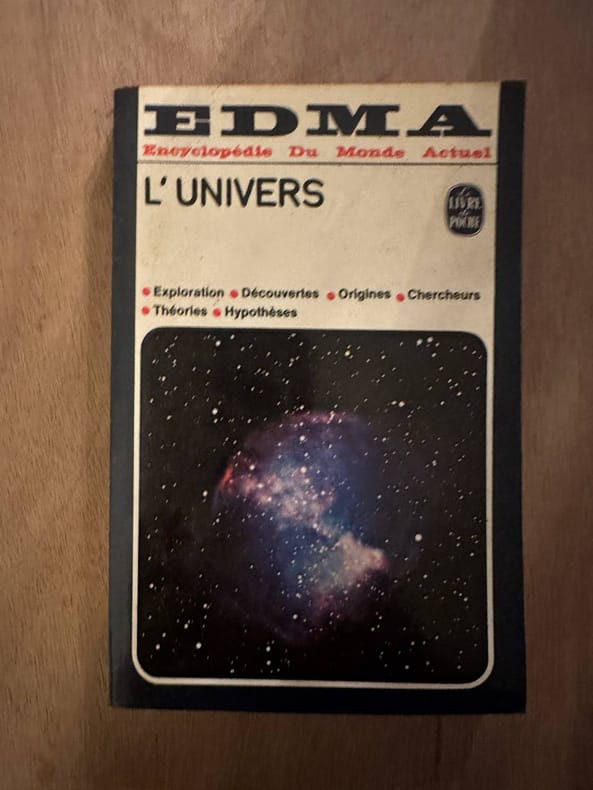 EDMA
Encyclopédie Du Monde Actuel
L'UNIVERS
Le
LIVRE
de
POCHE
• Exploration • Découvertes • Origines • Chercheurs
• Théories • Hypothèses